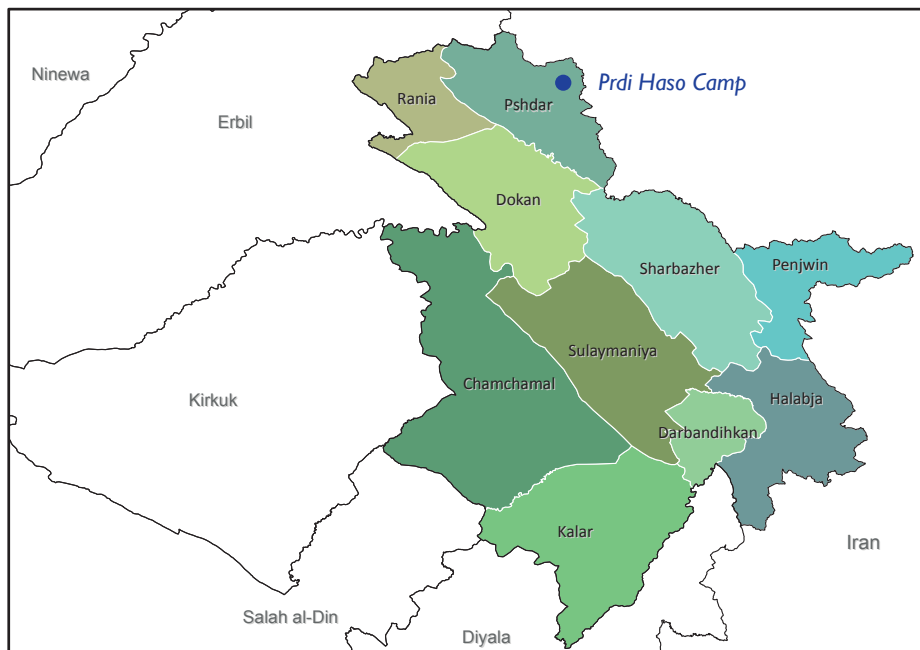 Ninewa
Erbil
Rania
Pshdar
Prdi Haso Camp
Dokan
Sharbazher
Penjwin
Sulaymaniya
Chamchamal
Kirkuk
Halabja
Darbandihkan
Kalar
Iran
Salah al-Din
Diyala